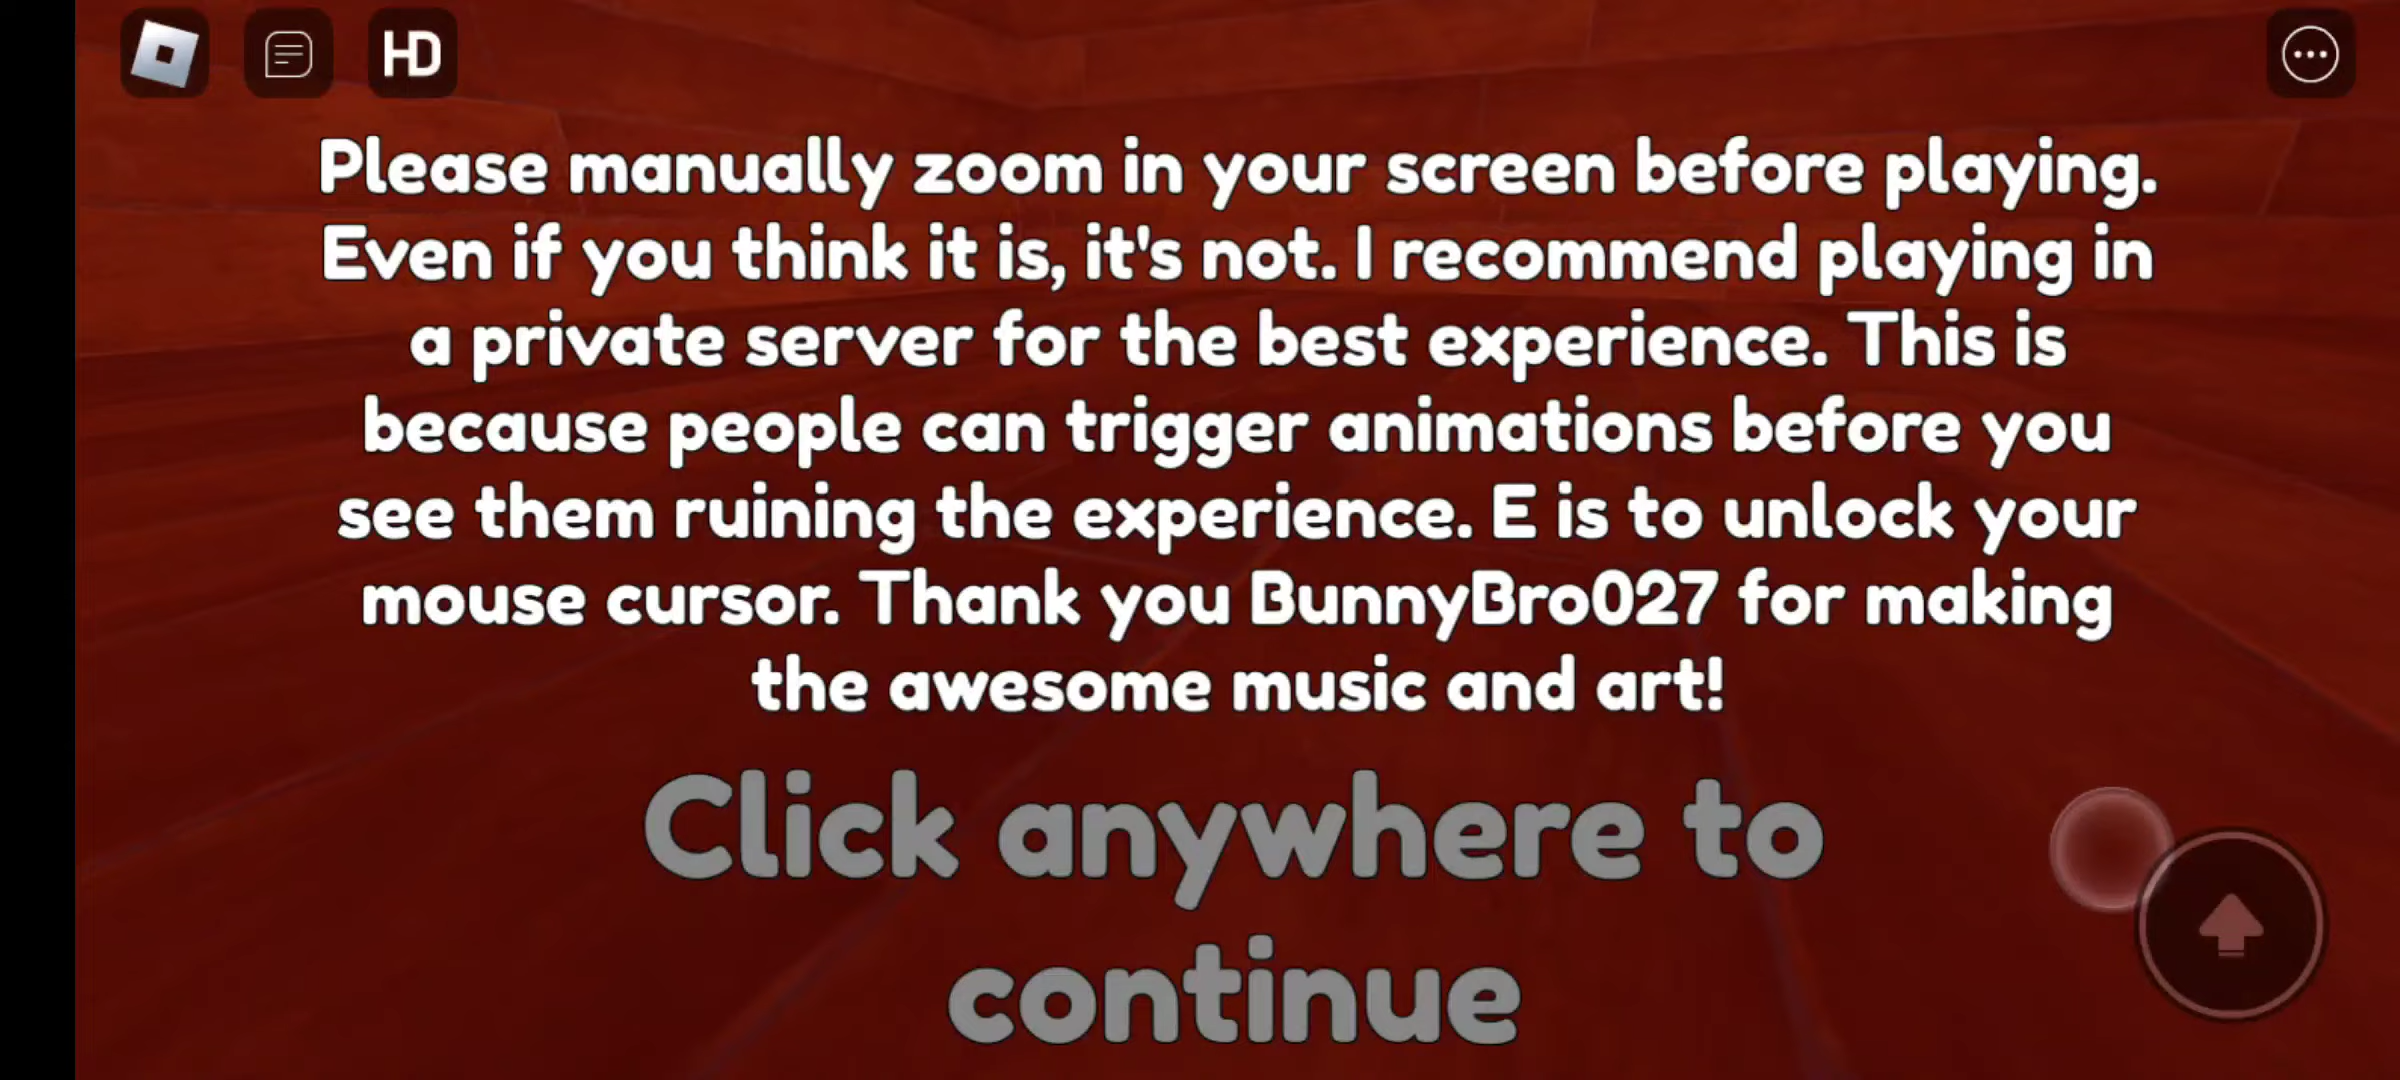 HD
Please manually zoom in your screen before playing.
Even if you think it is, it's not. I recommend playing in
a private server for the best experience. This is
because people can trigger animations before you
see them ruining the experience. E is to unlock your
mouse cursor. Thank you BunnyBro027 for making
the awesome music and art!
Click anywhere to
continue